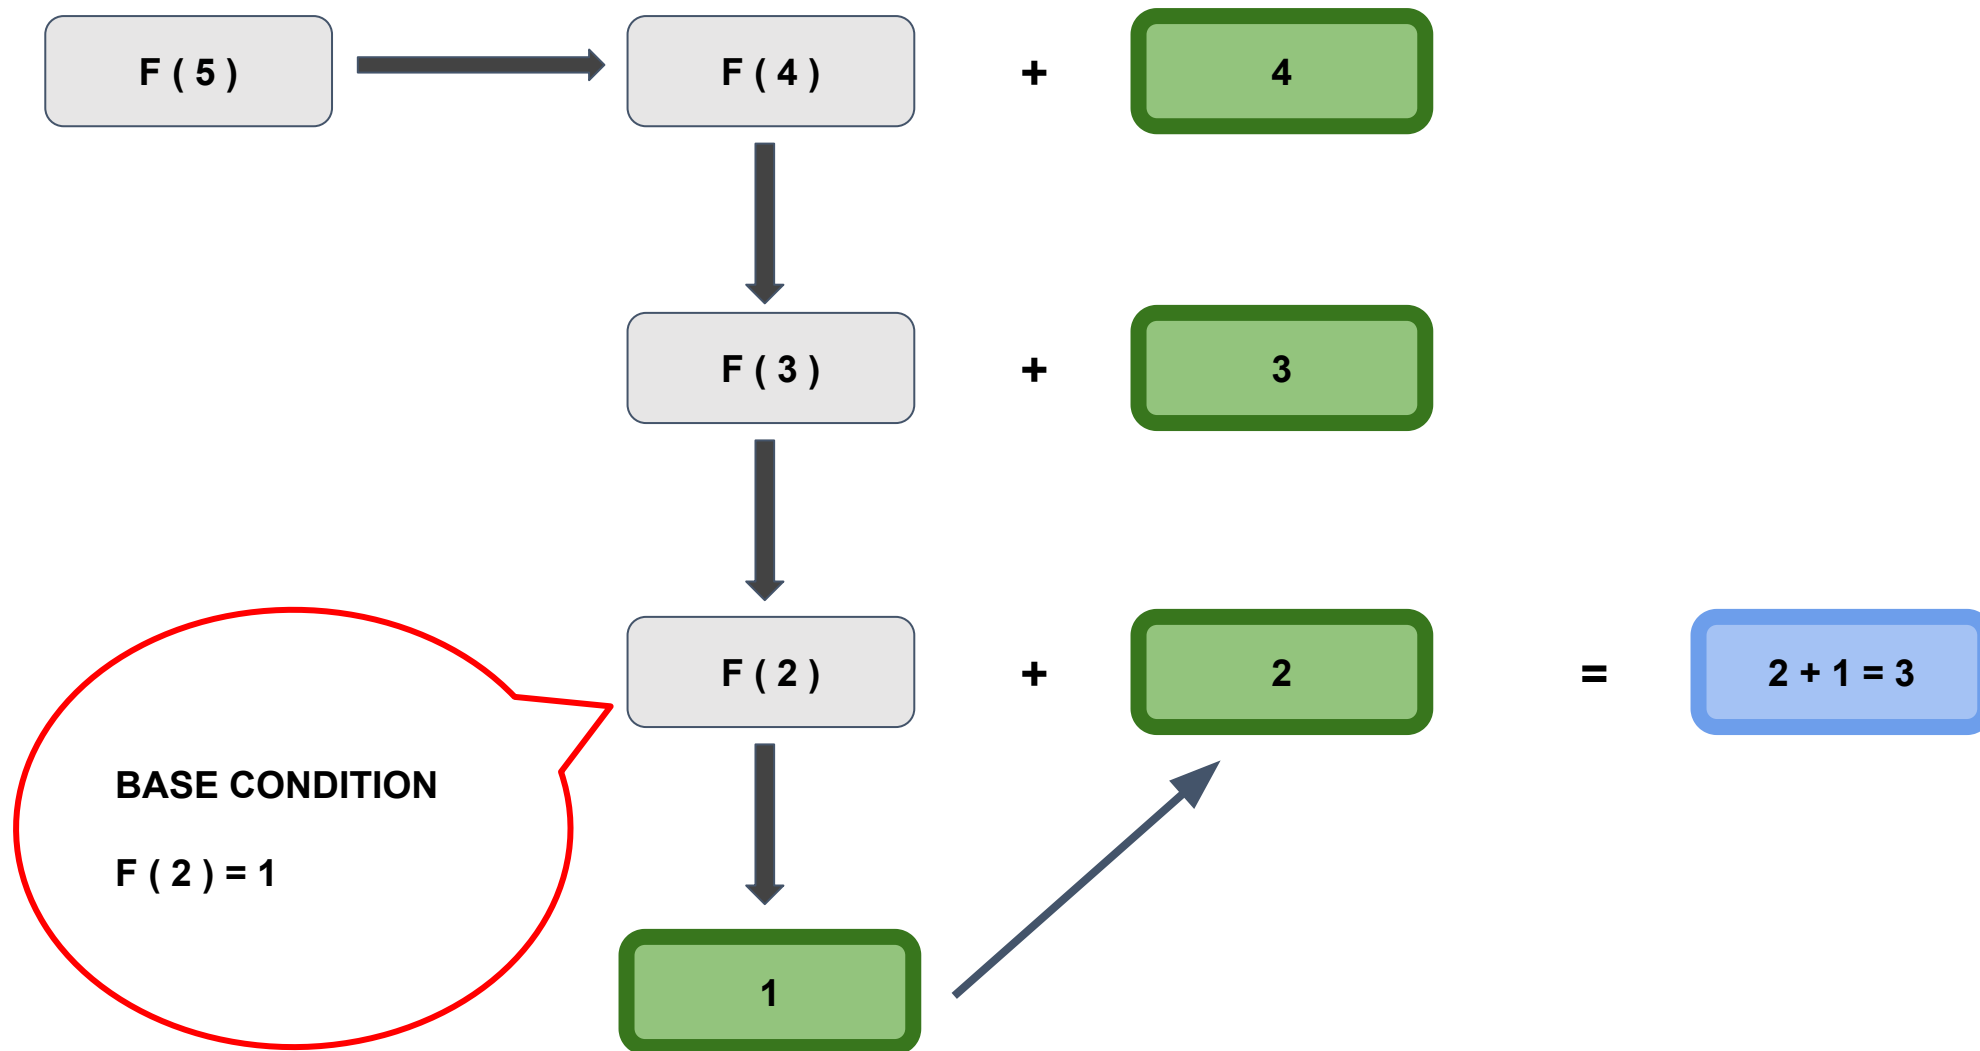 F ( 5 )
F ( 4 )
+
4
F ( 3 )
+
3
F ( 2 )
+
2
=
2 + 1 = 3
BASE CONDITION
F ( 2 ) = 1
1